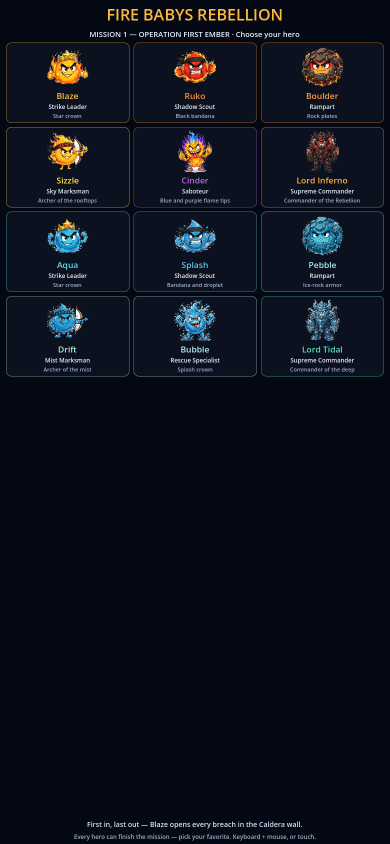 FIRE BABYS REBELLION
MISSION 1 — OPERATION FIRST EMBER · Choose your hero
Blaze
Strike Leader
Star crown
Ruko
Shadow Scout
Black bandana
Boulder
Rampart
Rock plates
Sizzle
Sky Marksman
Archer of the rooftops
Cinder
Saboteur
Blue and purple flame tips
Lord Inferno
Supreme Commander
Commander of the Rebellion
Aqua
Strike Leader
Star crown
Splash
Shadow Scout
Bandana and droplet
Pebble
Rampart
Ice-rock armor
Drift
Mist Marksman
Archer of the mist
Bubble
Rescue Specialist
Splash crown
Lord Tidal
Supreme Commander
Commander of the deep
First in, last out — Blaze opens every breach in the Caldera wall.
Every hero can finish the mission — pick your favorite. Keyboard + mouse, or touch.